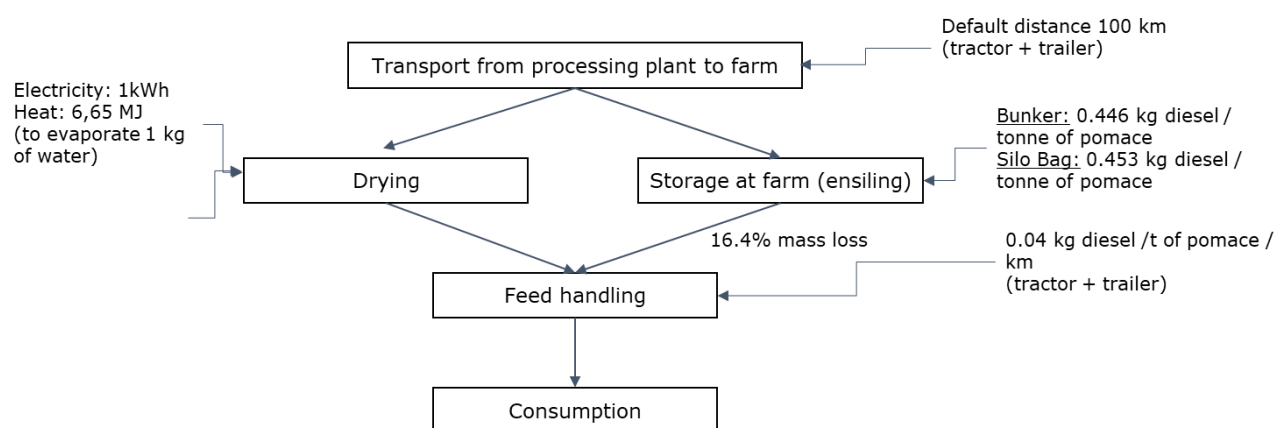 Default distance 100 km
(tractor + trailer)
Transport from processing plant to farm
Electricity: 1kWh
Heat: 6,65 MJ
(to evaporate 1 kg
of water)
Bunker: 0.446 kg diesel /
tonne of pomace
Silo Bag: 0.453 kg diesel /
tonne of pomace
Drying
Storage at farm (ensiling)
16.4% mass loss
0.04 kg diesel /t of pomace /
km
(tractor + trailer)
Feed handling
Consumption